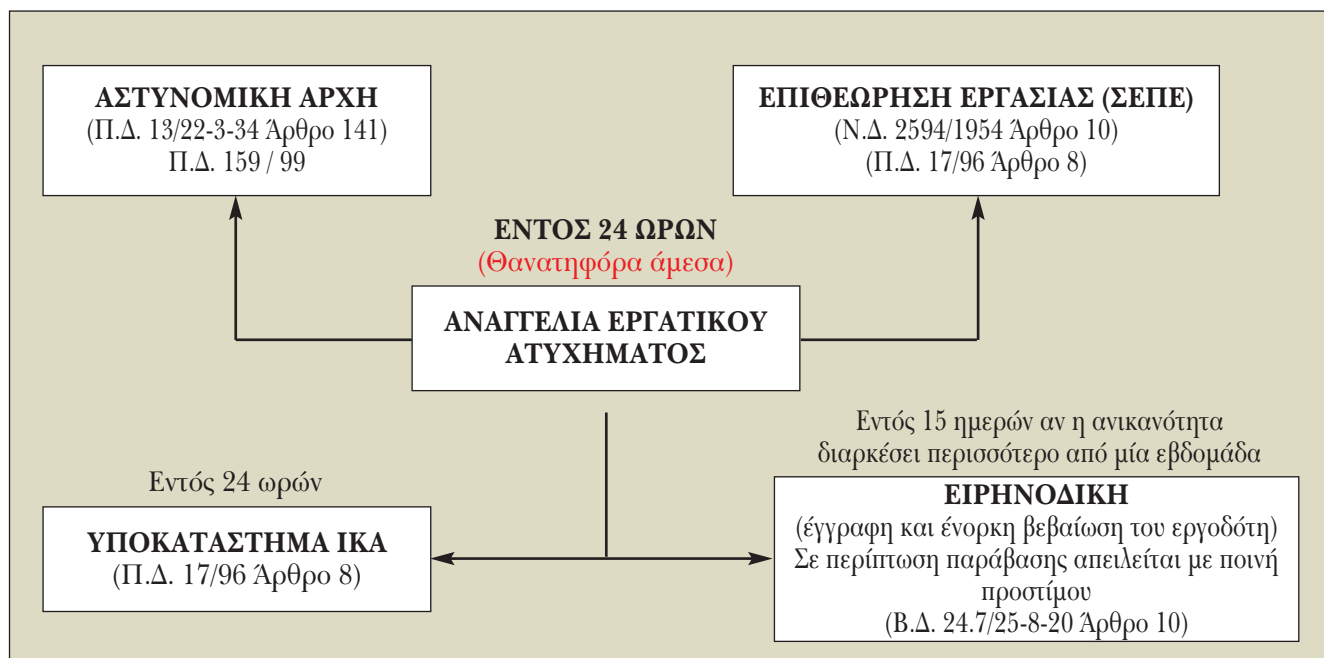 ΑΣΤΥΝΟΜΙΚΗ ΑΡΧΗ
(Π.Δ. 13/22-3-34 Άρθρο 141)
Π.Δ. 159 / 99
ΕΠΙΘΕΩΡΗΣΗ ΕΡΓΑΣΙΑΣ (ΣΕΠΕ)
(Ν.Δ. 2594/1954 Άρθρο 10)
(Π.Δ. 17/96 Άρθρο 8)
ΕΝΤΟΣ 24 ΩΡΩΝ
(Θανατηφόρα άμεσα)
ΑΝΑΓΓΕΛΙΑ ΕΡΓΑΤΙΚΟΥ
ΑΤΥΧΗΜΑΤΟΣ
Εντός 24 ωρών
ΥΠΟΚΑΤΑΣΤΗΜΑ ΙΚΑ
(Π.Δ. 17/96 Άρθρο 8)
Εντός 15 ημερών αν η ανικανότητα
διαρκέσει περισσότερο από μία εβδομάδα
ΕΙΡΗΝΟΔΙΚΗ
(έγγραφη και ένορκη βεβαίωση του εργοδότη)
Σε περίπτωση παράβασης απειλείται με ποινή
προστίμου
(Β.Δ. 24.7/25-8-20 Άρθρο 10)